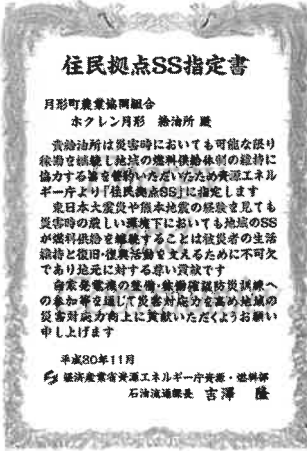 住民拠点SS指定書
月形町農業協同組合
ホクレン月形 給油所 殿
貴給油所は災害時においても可能な限り
稼働を継続し地域の燃料供給体制の維持に
協力する旨を誓約いただいたため資源エネル
ギー庁より「住民拠点SS」に指定します
東日本大震災や熊本地震の経験を見ても
災害時の厳しい環境下においても地域のSS
が燃料供給を継続することは被災者の生活
維持と復旧・復興活動を支えるために不可欠
であり地元に対する尊い貢献です
自家発電機の整備・稼働確認防災訓練へ
の参加等を通じて災害対応力を高め地域の
災害対応力向上に貢献いただくようお願い
申し上げます
平成30年11月
経済産業省資源エネルギー庁資源・燃料部
石油流通課長 吉澤 隆